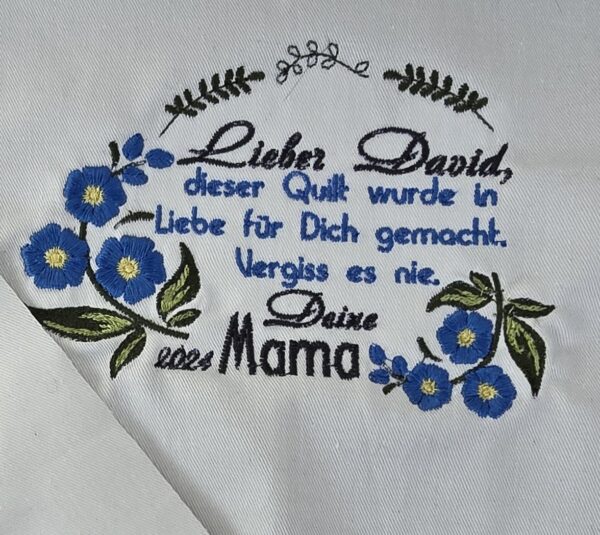 Lieber David,
dieser Quilt wurde in
Liebe für Dich gemacht.
Vergiss es nie.
Deine
2024 Mama